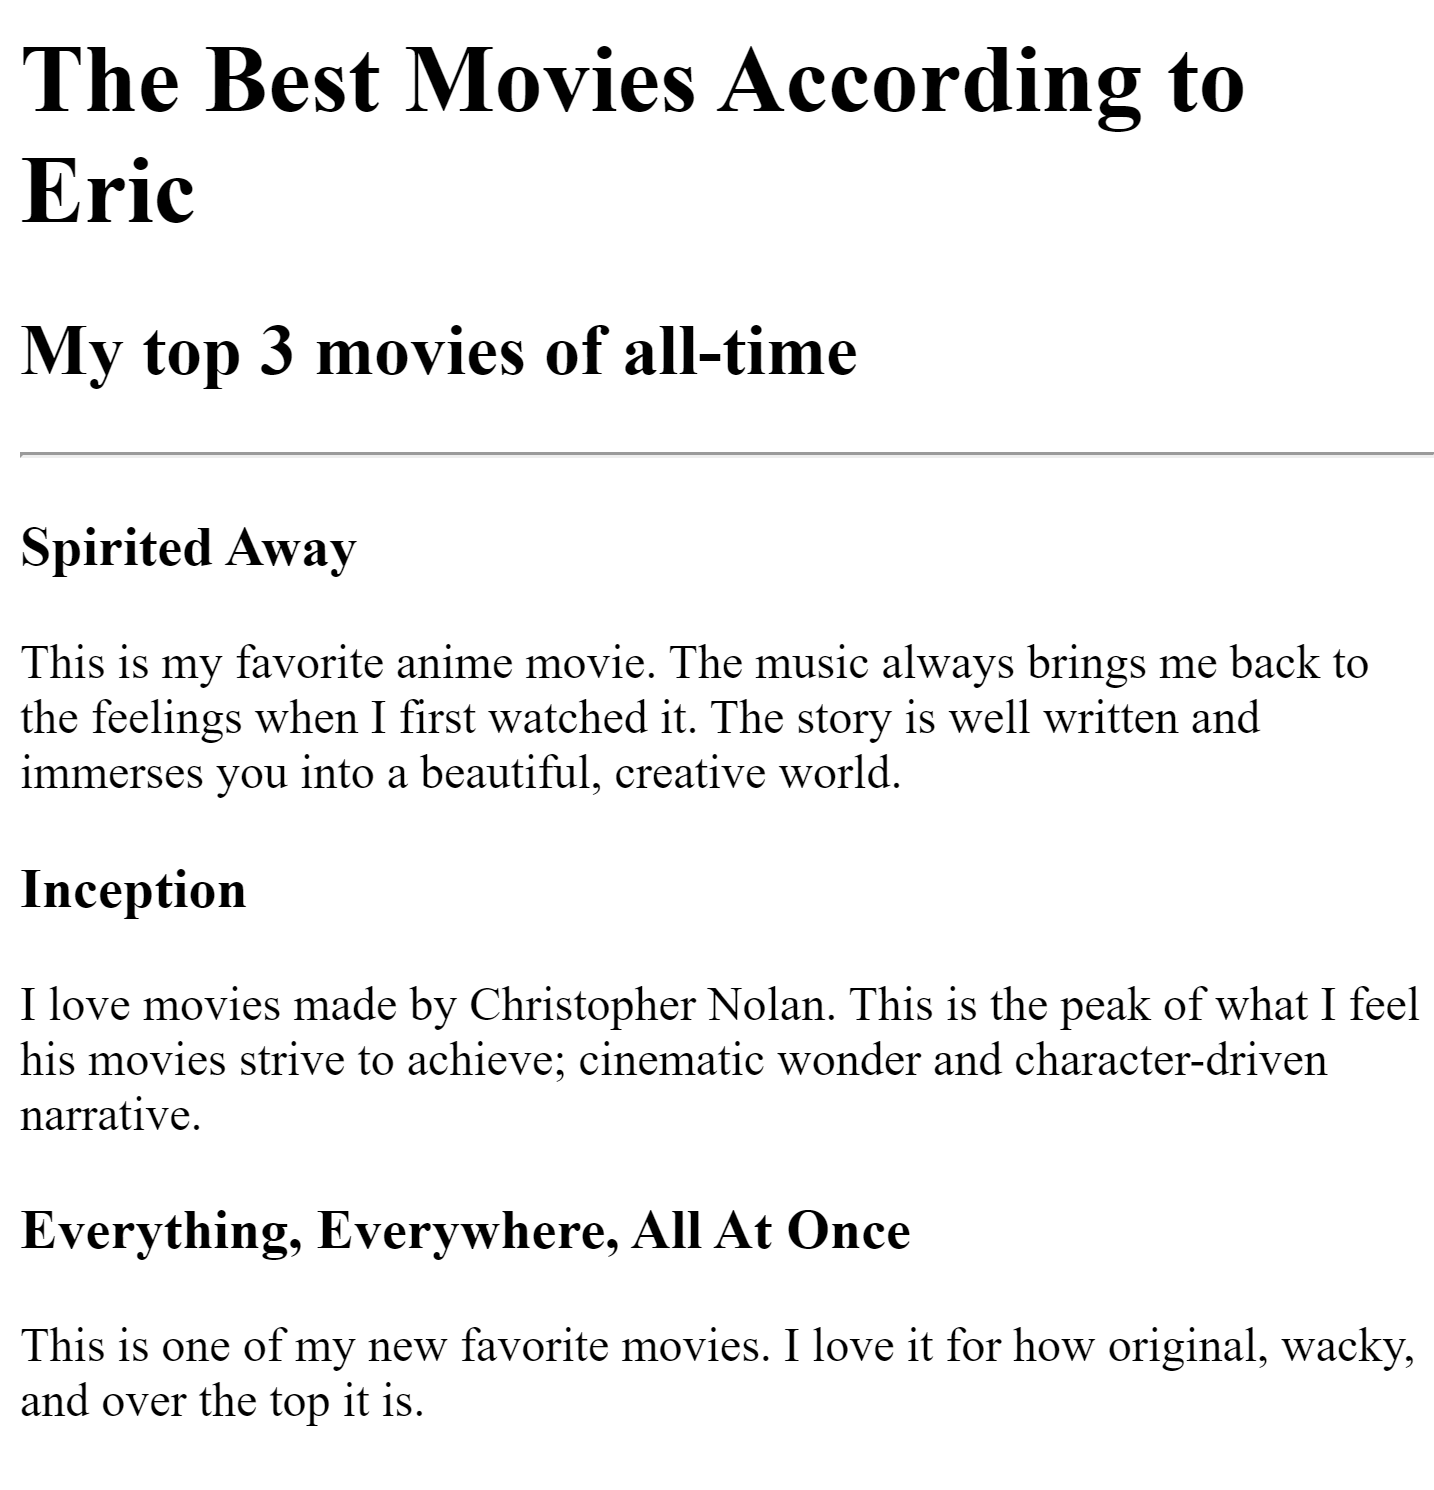 The Best Movies According to
Eric
My top 3 movies of all-time
Spirited Away
This is my favorite anime movie. The music always brings me back to
the feelings when I first watched it. The story is well written and
immerses you into a beautiful, creative world.
Inception
I love movies made by Christopher Nolan. This is the peak of what I feel
his movies strive to achieve; cinematic wonder and character-driven
narrative.
Everything, Everywhere, All At Once
This is one of my new favorite movies. I love it for how original, wacky,
and over the top it is.